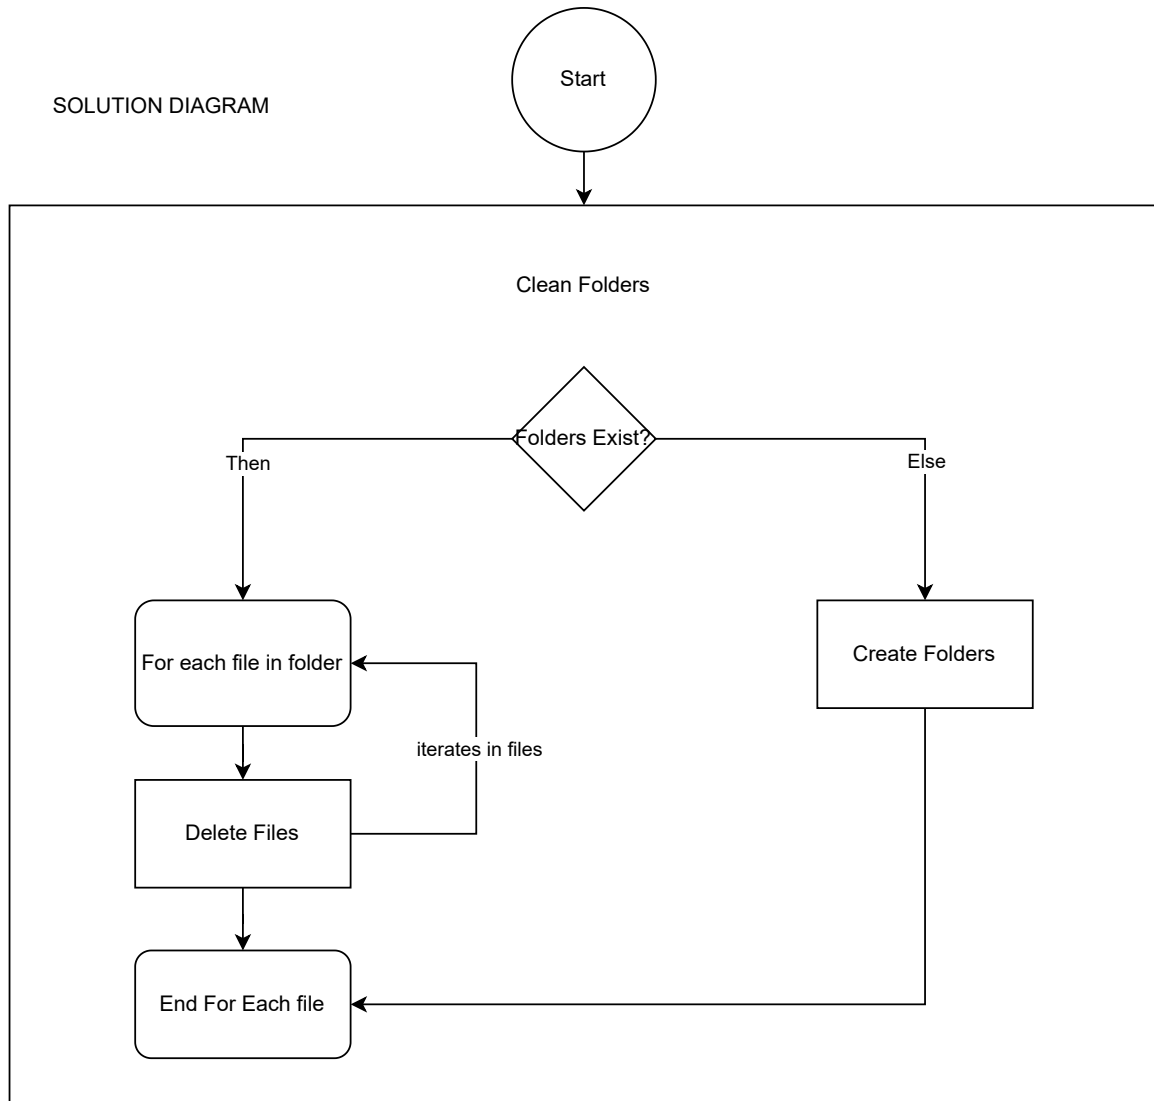 Start
SOLUTION DIAGRAM
Clean Folders
Folders Exist?
Then
Else
For each file in folder
Create Folders
iterates in files
Delete Files
End For Each file